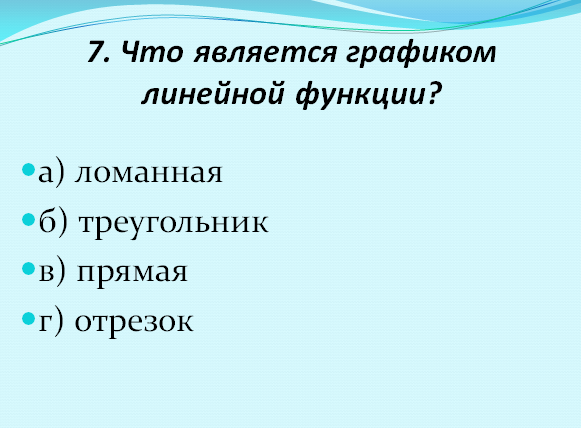 7. Что является графиком
линейной функции?
а) ломанная
б) треугольник
в) прямая
г) отрезок